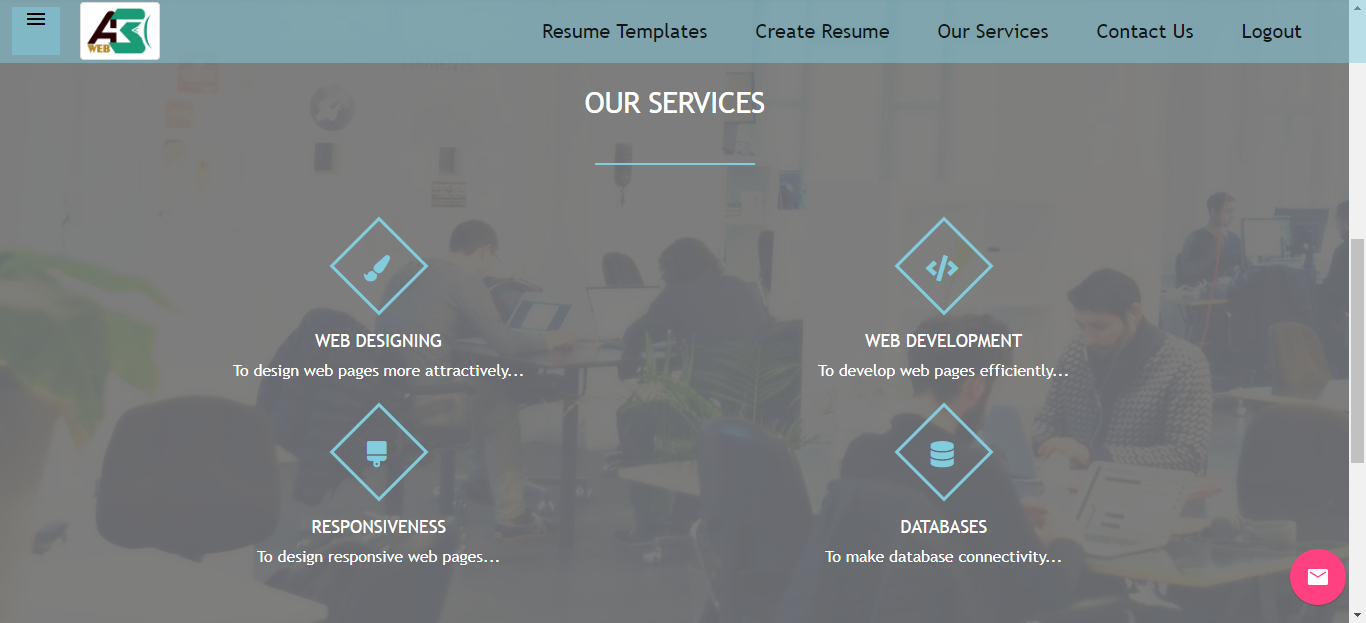 WEB
Resume Templates Create Resume Our Services Contact Us Logout
OUR SERVICES
WEB DESIGNING
To design web pages more attractively...
WEB DEVELOPMENT
To develop web pages efficiently...
RESPONSIVENESS
To design responsive web pages...
DATABASES
To make database connectivity...